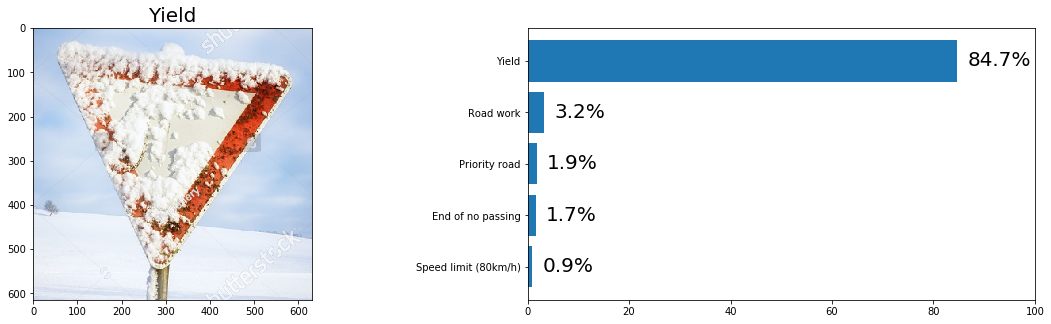 Yield
0
100
200
300
400
500
600
0 100 200 300 400 500 600
shutterstock
Yield 84.7%
Road work 3.2%
Priority road 1.9%
End of no passing 1.7%
Speed limit (80km/h) 0.9%
0 20 40 60 80 100